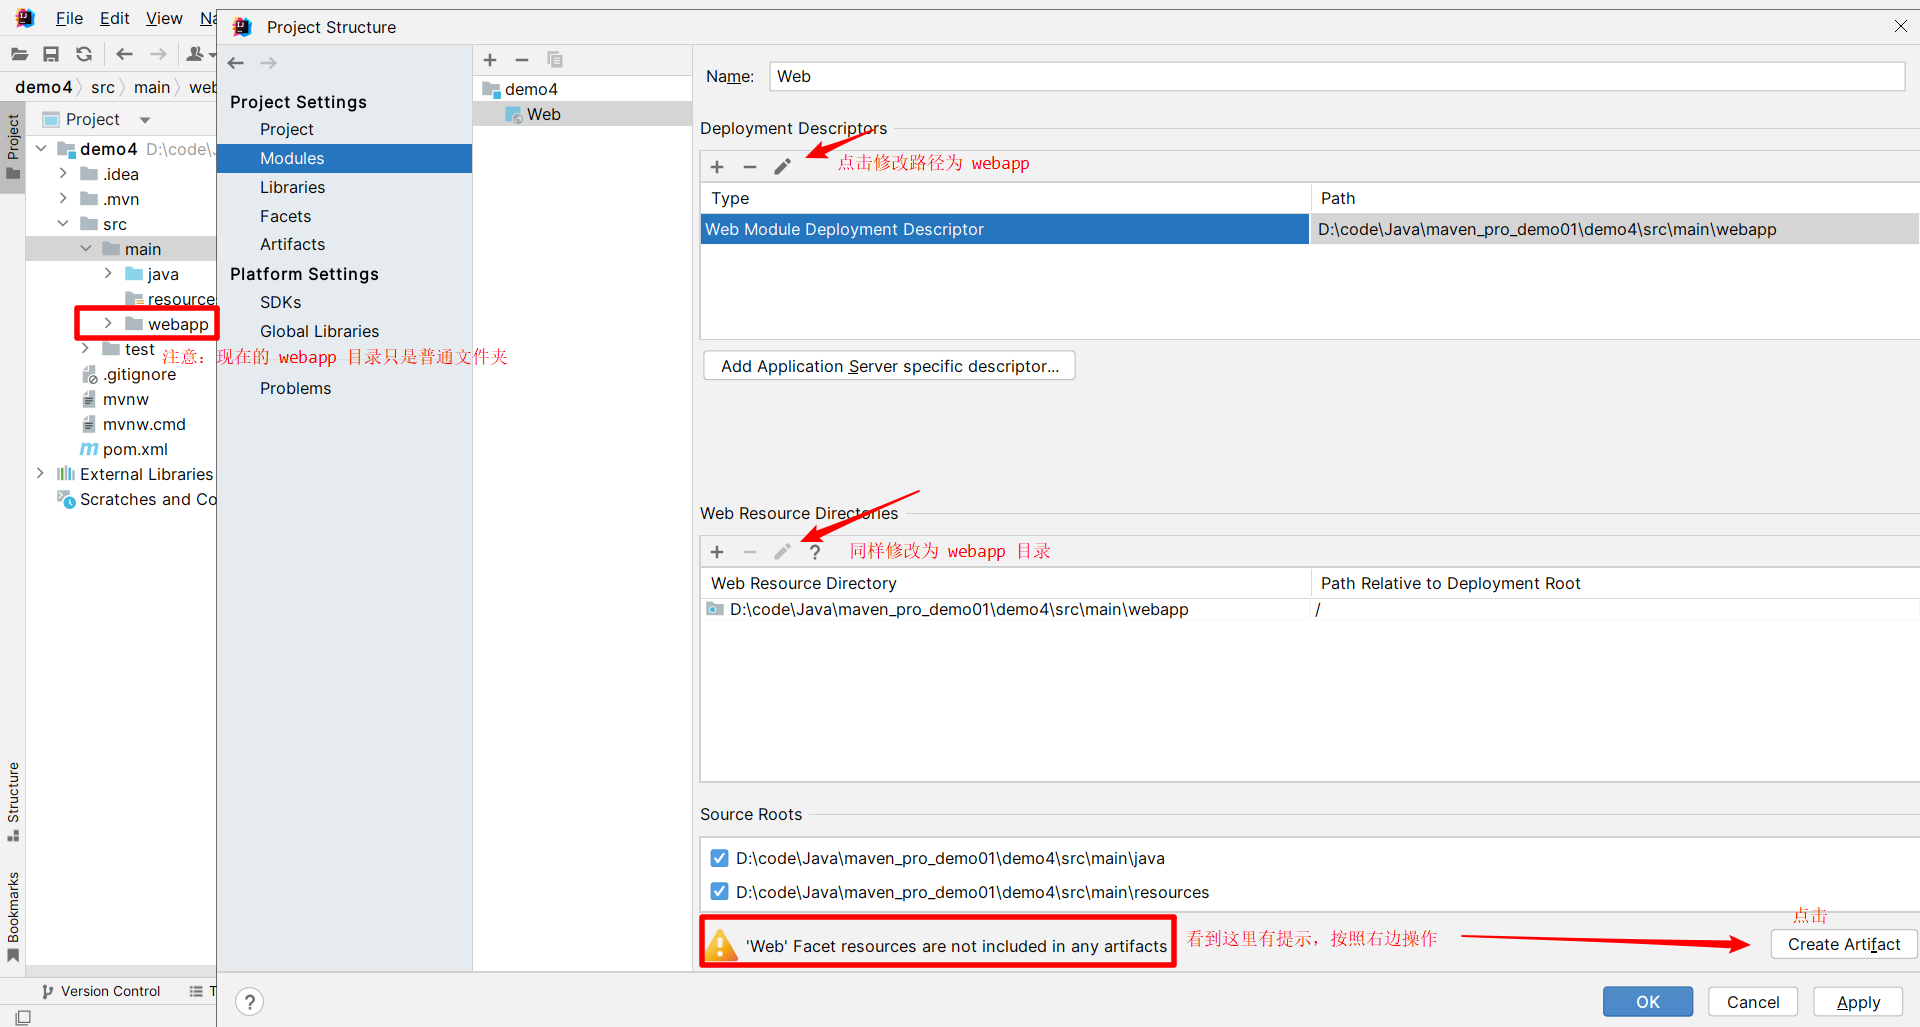 File Edit View Na
Project Structure
demo4 src main web
Project
demo4 D:\code\J
.idea
.mvn
src
main
java
resources
webapp
test
.gitignore
mvnw
mvnw.cmd
pom.xml
External Libraries
Scratches and Co
Project
Structure
Bookmarks
Version Control
T
注意：现在的 webapp 目录只是普通文件夹
Project Settings
Project
Modules
Libraries
Facets
Artifacts
Platform Settings
SDKs
Global Libraries
Problems
?
demo4
Web
Name: Web
Deployment Descriptors
点击修改路径为 webapp
Type Path
Web Module Deployment Descriptor D:\code\Java\maven_pro_demo01\demo4\src\main\webapp
Add Application Server specific descriptor...
Web Resource Directories
? 同样修改为 webapp 目录
Web Resource Directory Path Relative to Deployment Root
D:\code\Java\maven_pro_demo01\demo4\src\main\webapp /
Source Roots
D:\code\Java\maven_pro_demo01\demo4\src\main\java
D:\code\Java\maven_pro_demo01\demo4\src\main\resources
'Web' Facet resources are not included in any artifacts
看到这里有提示，按照右边操作
点击
Create Artifact
OK Cancel Apply